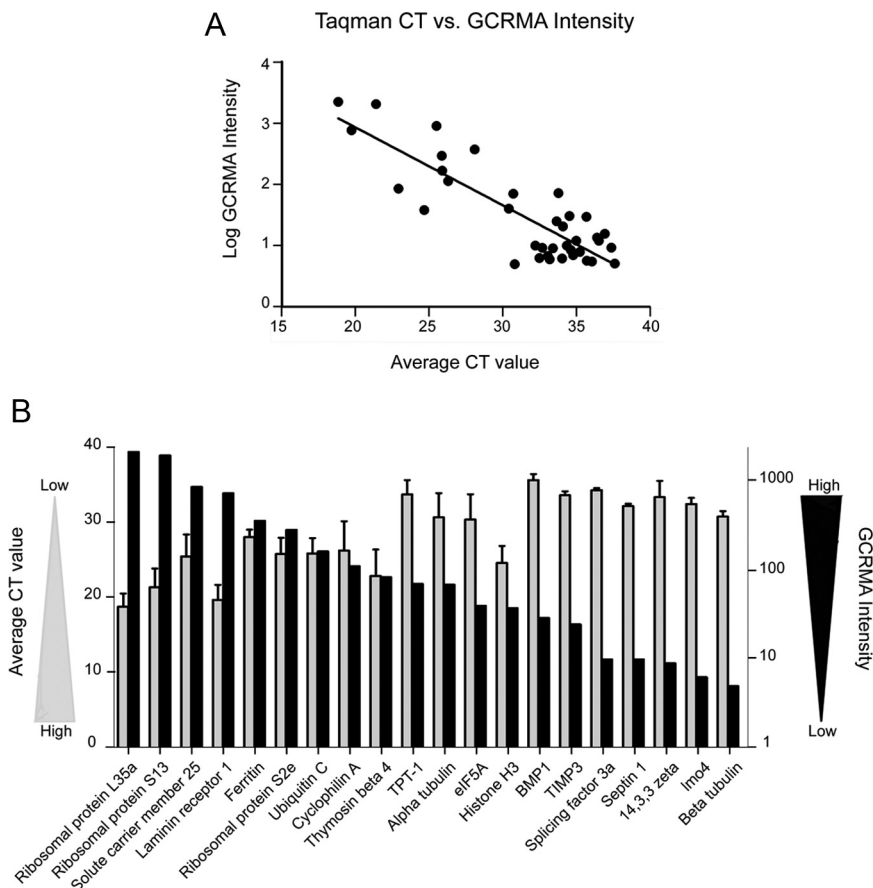 A
Taqman CT vs. GCRMA Intensity
Log GCRMA Intensity
4
3
2
1
0
15 20 25 30 35 40
Average CT value
B
Average CT value
Low
High
40
30
20
10
0
1000
100
10
1
High
Low
GCRMA Intensity
Ribosomal protein L35a
Ribosomal protein S13
Solute carrier member 25
Laminin receptor 1
Ferritin
Ribosomal protein S2e
Ubiquitin C
Cyclophilin A
Thymosin beta 4
TPT-1
Alpha tubulin
eIF5A
Histone H3
BMP1
TIMP3
Splicing factor 3a
Septin 1
14,3,3 zeta
lmo4
Beta tubulin